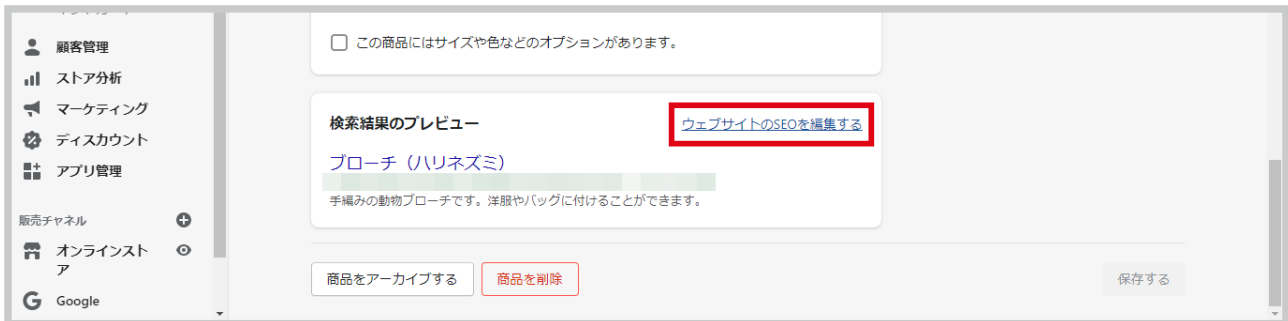 顧客管理
ストア分析
マーケティング
ディスカウント
アプリ管理
販売チャネル
オンラインスト
ア
Google
この商品にはサイズや色などのオプションがあります。
検索結果のプレビュー
ウェブサイトのSEOを編集する
ブローチ（ハリネズミ）
手編みの動物ブローチです。洋服やバッグに付けることができます。
商品をアーカイブする
商品を削除
保存する